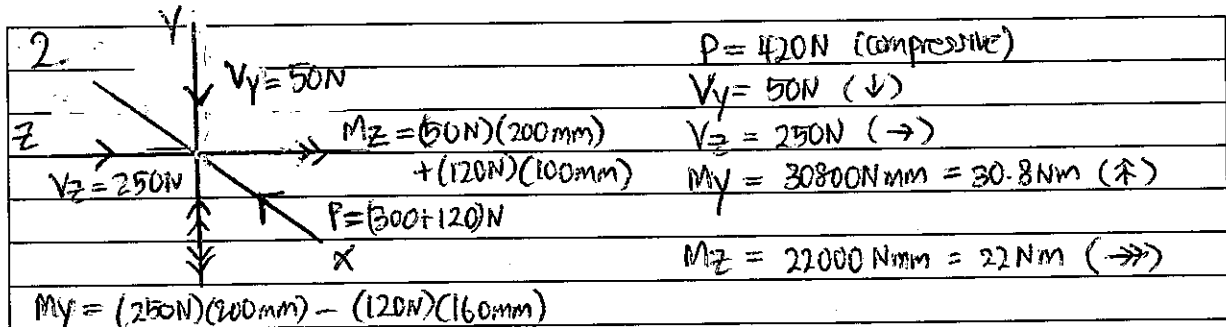 Y
2.
P = 420N (compressive)
Vy = 50N
Vy = 50N (↓)
Z
Mz = (50N)(200mm)
+(120N)(100mm)
Vz = 250N (→)
Vz = 250N
My = 30800Nmm = 30.8Nm (↑)
P = (300+120)N
X
Mz = 22000 Nmm = 22Nm (↠)
My = (250N)(200mm) - (120N)(160mm)